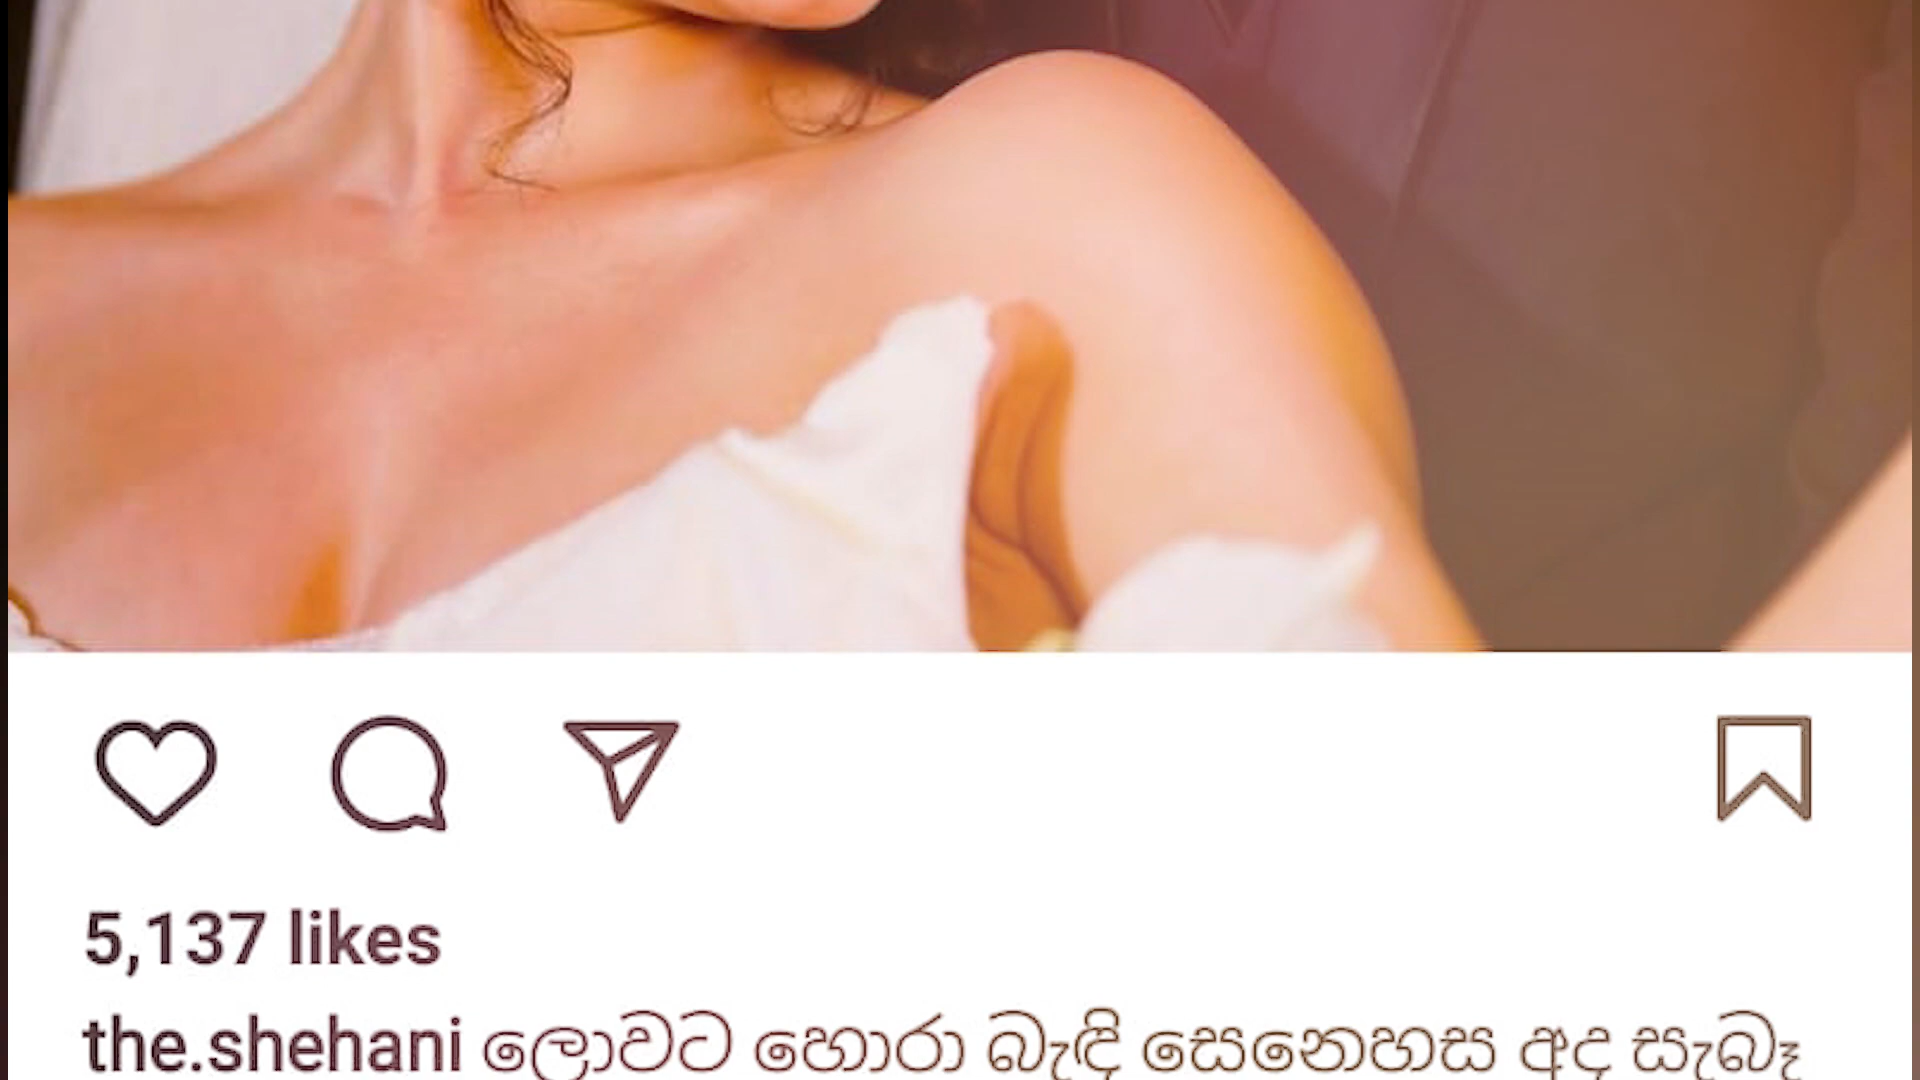 5,137 likes
the.shehani ලොවට හොරා බැඳි සෙනෙහස අද සැබෑ